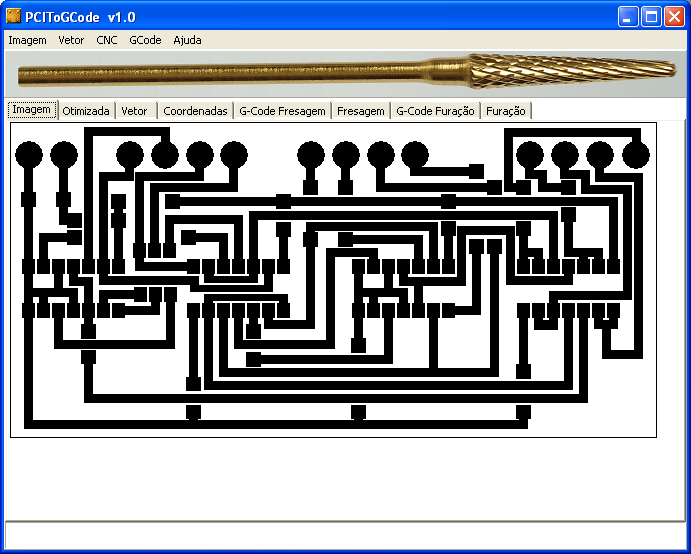 PCIToGCode v1.0
Imagem Vetor CNC GCode Ajuda
Imagem Otimizada Vetor Coordenadas G-Code Fresagem Fresagem G-Code Furação Furação